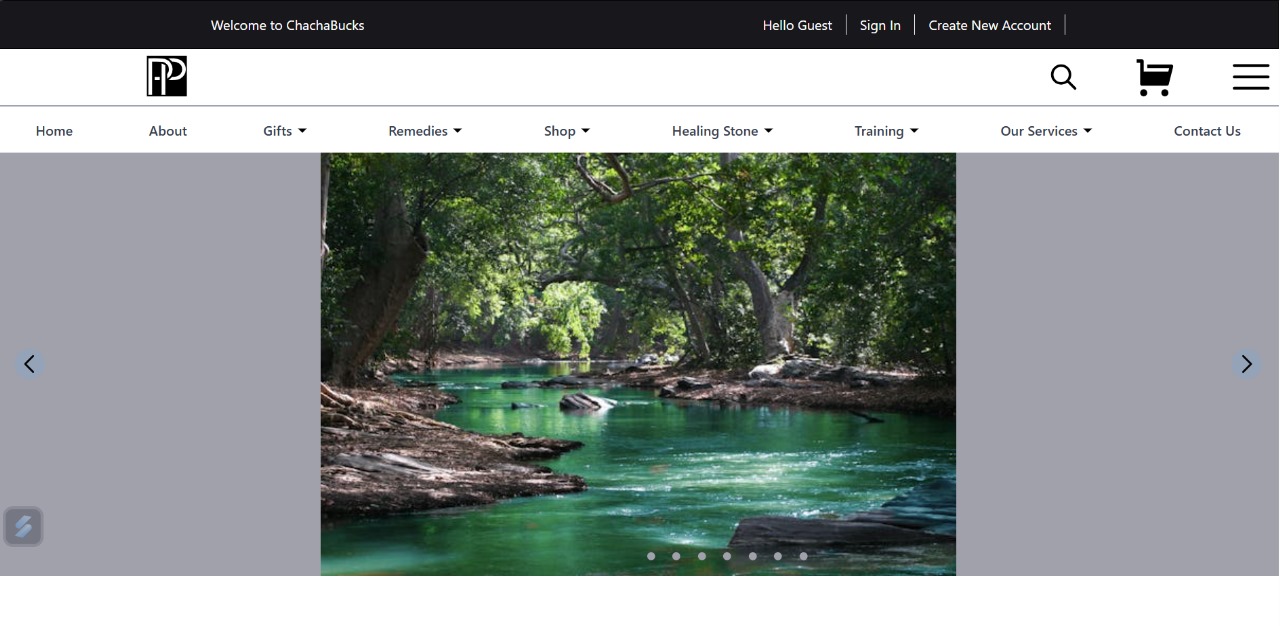 Welcome to ChachaBucks
Hello Guest
Sign In
Create New Account
Home
About
Gifts
Remedies
Shop
Healing Stone
Training
Our Services
Contact Us